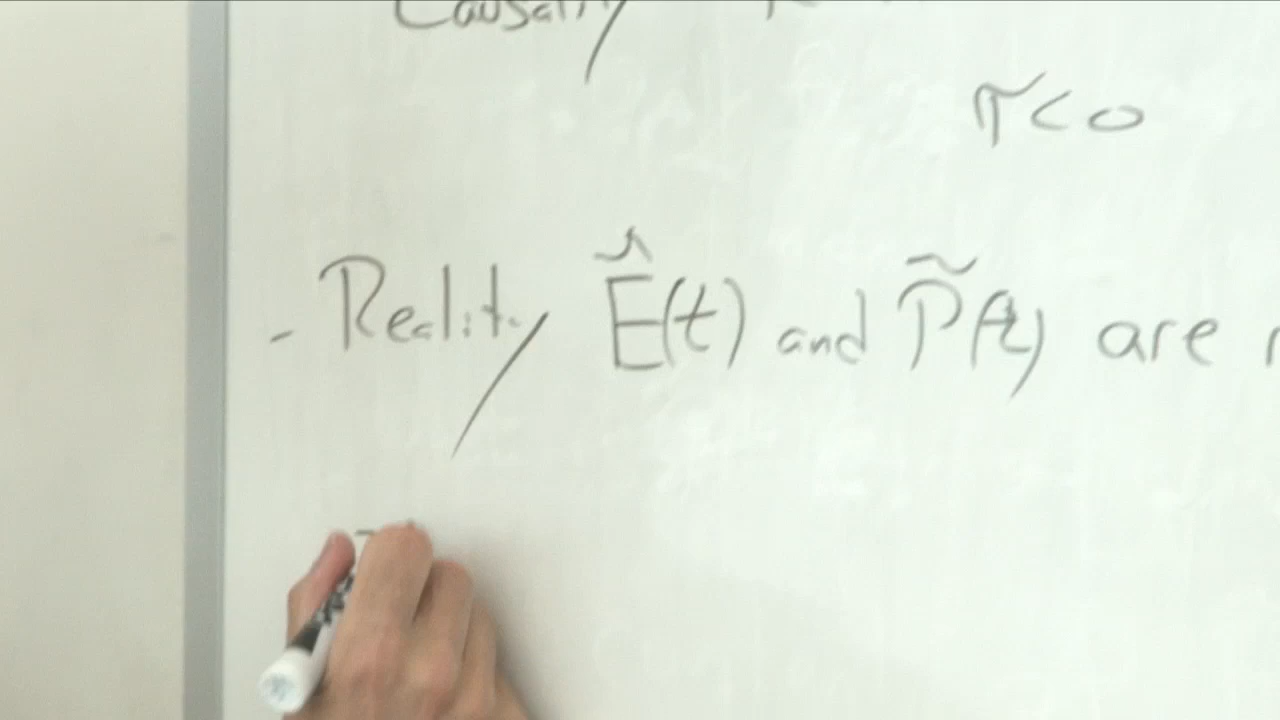 Causality
τ<0
- Reality Ẽ(t) and P̃(t) are